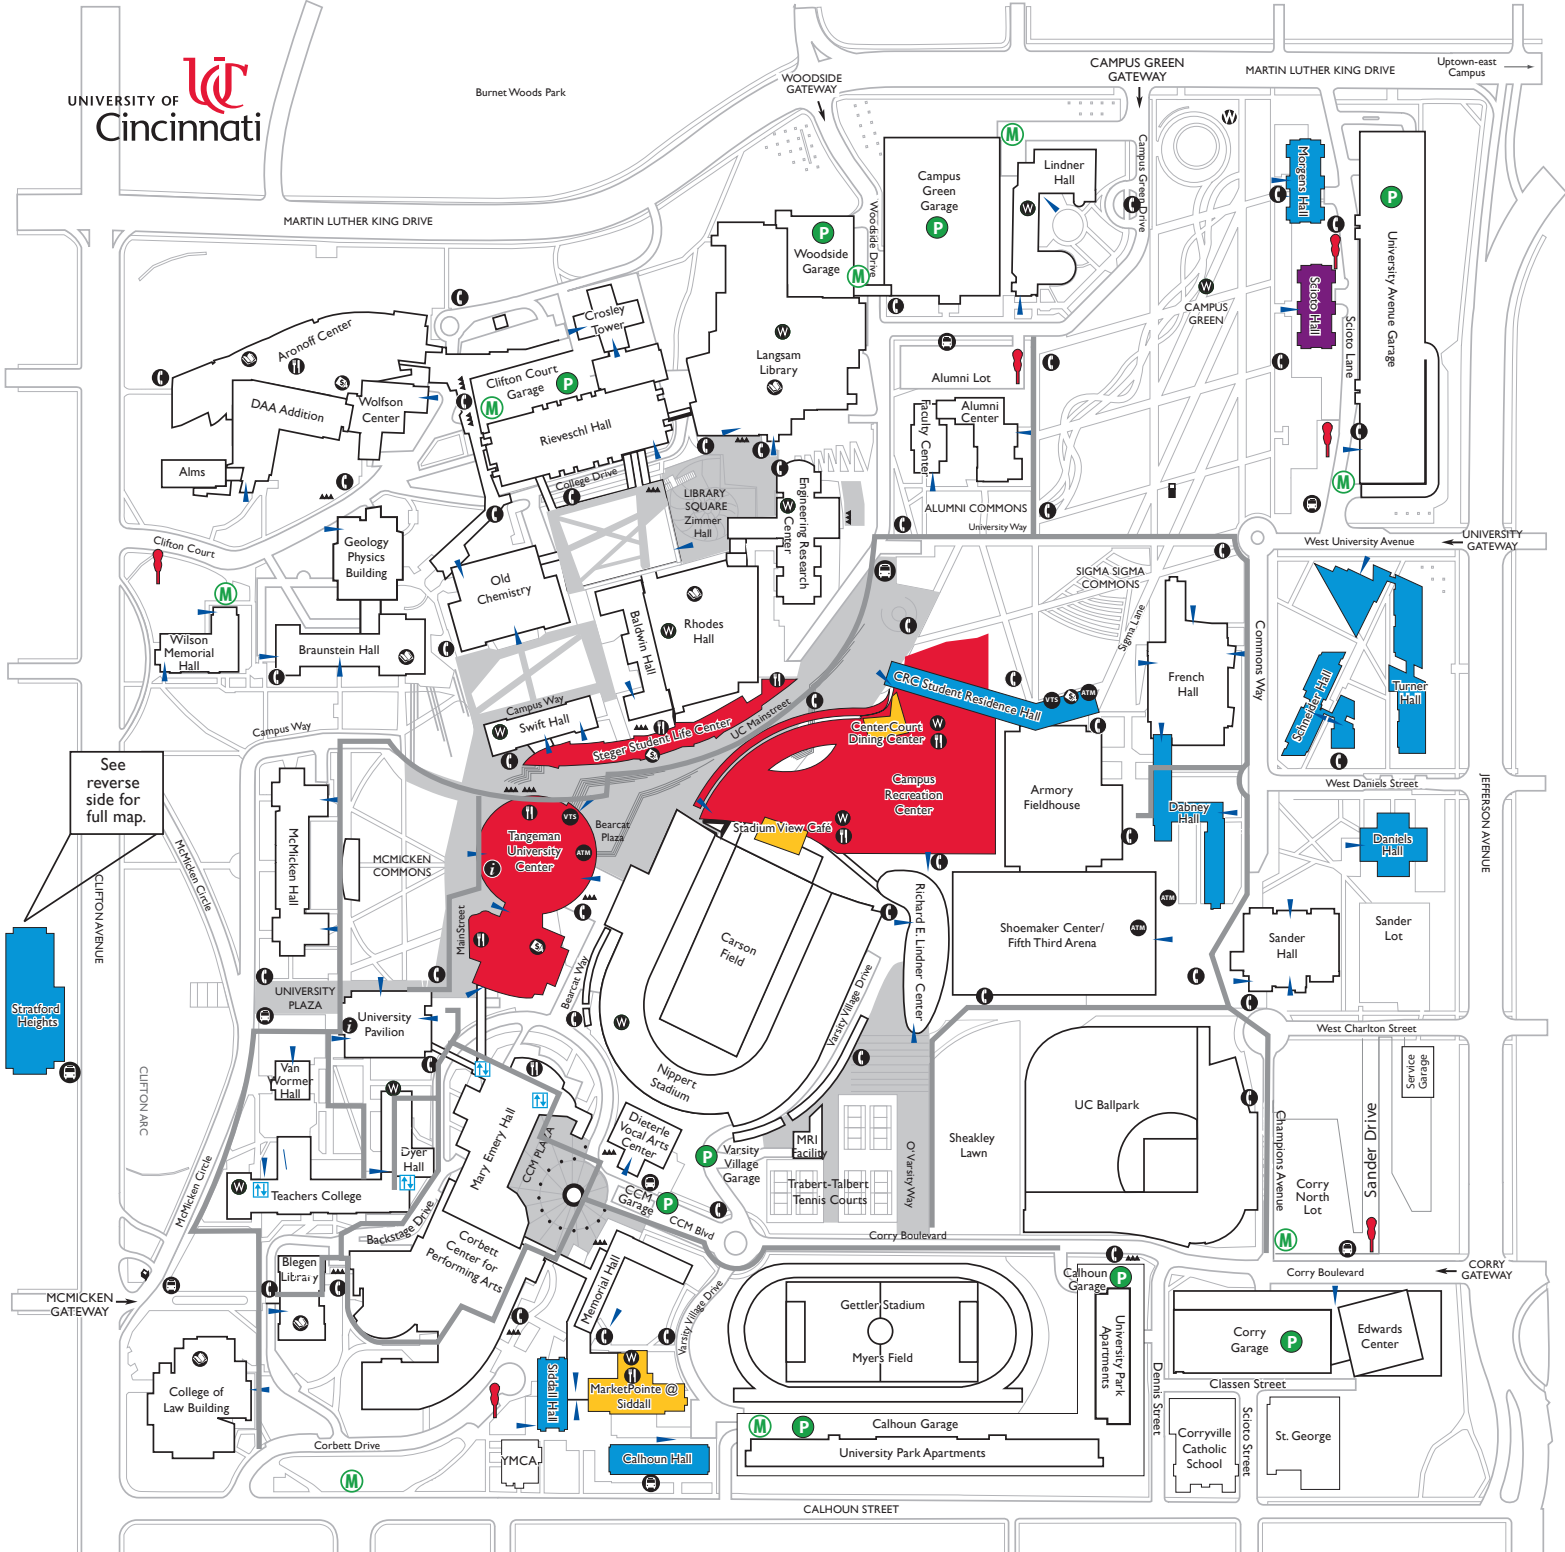 UNIVERSITY OF
Cincinnati
UC
Burnet Woods Park
WOODSIDE
GATEWAY
CAMPUS GREEN
GATEWAY
MARTIN LUTHER KING DRIVE
Uptown-east
Campus
MARTIN LUTHER KING DRIVE
Woodside Drive
Campus
Green
Garage
P
M
Lindner
Hall
W
Campus Green Drive
W
Morgens Hall
P
University Avenue Garage
Scioto Hall
Scioto Lane
W
CAMPUS
GREEN
P
Woodside
Garage
M
Crosley
Tower
Aronoff Center
DAA Addition
Wolfson
Center
Alms
Clifton Court
Garage
P
M
Rieveschl Hall
College Drive
W
Langsam
Library
Alumni Lot
Faculty Center
Alumni
Center
ALUMNI COMMONS
University Way
M
LIBRARY
SQUARE
Zimmer
Hall
W
Engineering Research
Center
Clifton Court
M
Geology
Physics
Building
Old
Chemistry
Wilson
Memorial
Hall
Braunstein Hall
Baldwin Hall
W
Rhodes
Hall
SIGMA SIGMA
COMMONS
Sigma Lane
West University Avenue
UNIVERSITY
GATEWAY
Commons Way
French
Hall
Schneider Hall
Turner
Hall
CRC Student Residence Hall
VTS
ATM
Campus Way
Campus Way
W
Swift Hall
Steger Student Life Center
UC Mainstreet
CenterCourt
Dining Center
W
Campus
Recreation
Center
Armory
Fieldhouse
Dabney
Hall
West Daniels Street
JEFFERSON AVENUE
Daniels
Hall
See
reverse
side for
full map.
McMicken Circle
CLIFTON AVENUE
McMicken Hall
MCMICKEN
COMMONS
MainStreet
VTS
Tangeman
University
Center
ATM
i
Bearcat
Plaza
Stadium View Café
W
Richard E. Lindner Center
Shoemaker Center/
Fifth Third Arena
ATM
ATM
Sander
Hall
Sander
Lot
Carson
Field
Bearcat Way
W
Nippert
Stadium
Varsity Village Drive
Stratford
Heights
UNIVERSITY
PLAZA
i
University
Pavilion
Van
Wormer
Hall
W
Dyer
Hall
CLIFTON ARC
McMicken Circle
W
Teachers College
Mary Emery Hall
CCM PLAZA
Dieterle
Vocal Arts
Center
P
Varsity
Village
Garage
MRI
Facility
Trabert-Talbert
Tennis Courts
O'Varsity Way
Sheakley
Lawn
UC Ballpark
West Charlton Street
Service
Garage
Champions Avenue
Sander Drive
Corry
North
Lot
M
CCM
Garage
P
CCM Blvd
Corry Boulevard
Backstage Drive
Corbett
Center for
Performing Arts
Blegen
Library
MCMICKEN
GATEWAY
College of
Law Building
Memorial Hall
Varsity Village Drive
Gettler Stadium
Myers Field
Calhoun
Garage
P
University Park
Apartments
Corry Boulevard
CORRY
GATEWAY
Corry
Garage
P
Edwards
Center
Classen Street
Dennis Street
Scioto Street
Corryville
Catholic
School
St. George
W
MarketPointe @
Siddall
Siddall Hall
YMCA
Calhoun Hall
Corbett Drive
M
M
P
Calhoun Garage
University Park Apartments
CALHOUN STREET